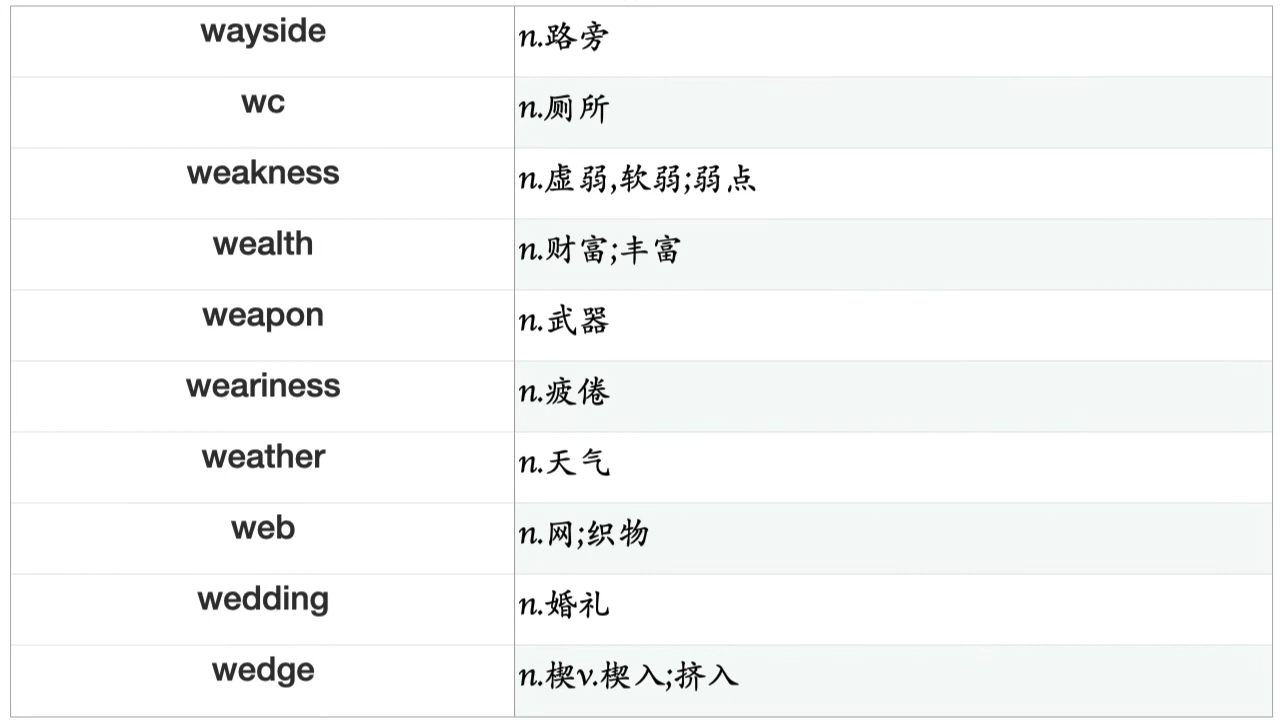 wayside n.路旁
wc n.厕所
weakness n.虚弱,软弱;弱点
wealth n.财富;丰富
weapon n.武器
weariness n.疲倦
weather n.天气
web n.网;织物
wedding n.婚礼
wedge n.楔v.楔入;挤入